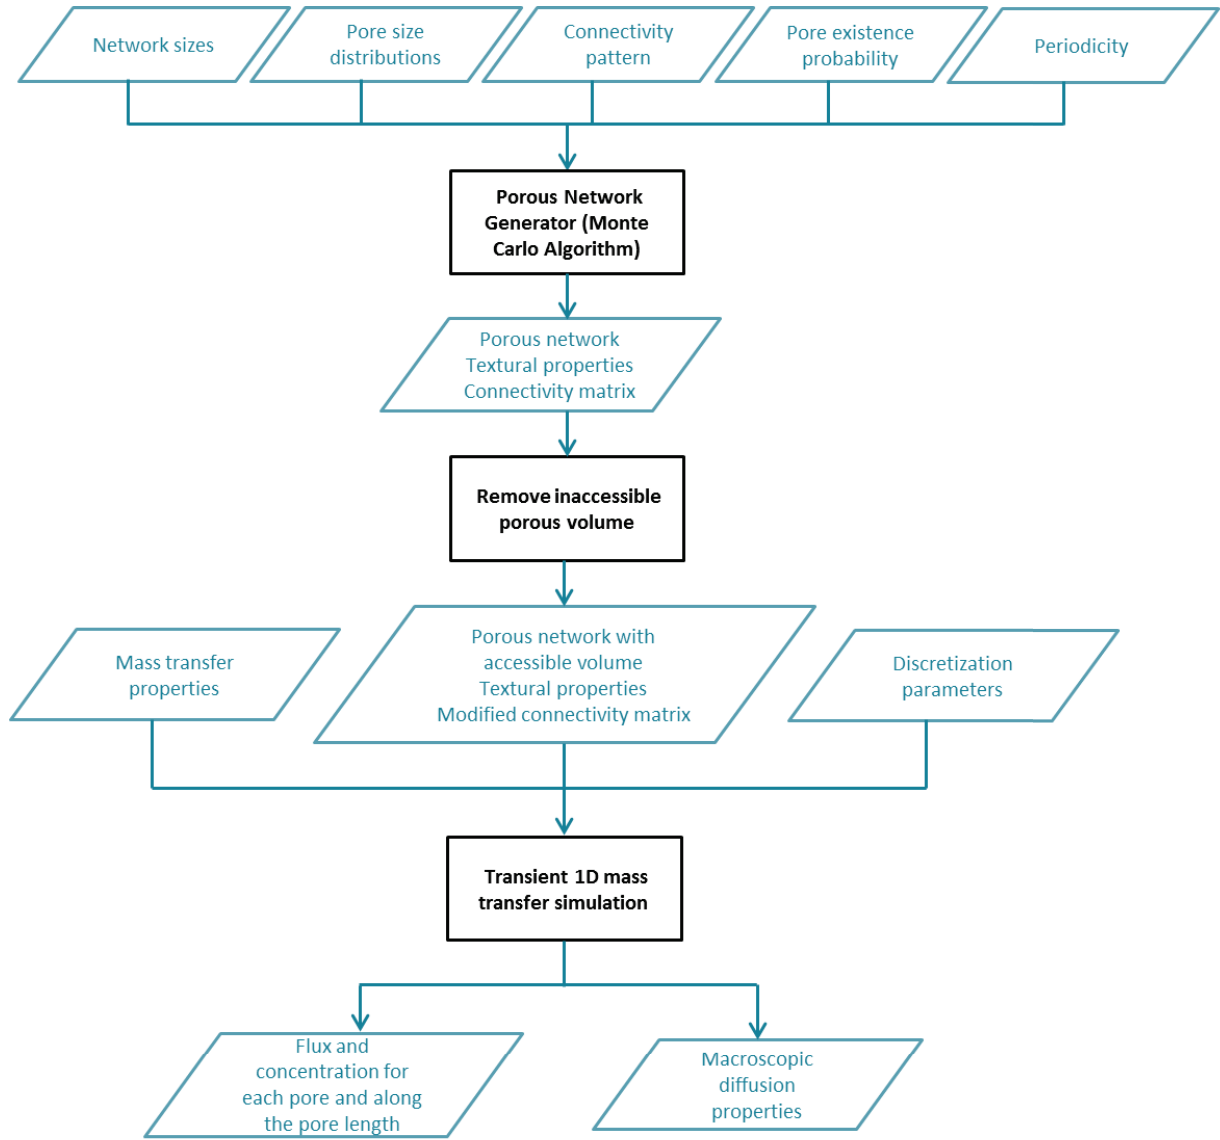 Network sizes
Pore size
distributions
Connectivity
pattern
Pore existence
probability
Periodicity
Porous Network
Generator (Monte
Carlo Algorithm)
Porous network
Textural properties
Connectivity matrix
Remove inaccessible
porous volume
Mass transfer
properties
Porous network with
accessible volume
Textural properties
Modified connectivity matrix
Discretization
parameters
Transient 1D mass
transfer simulation
Flux and
concentration for
each pore and along
the pore length
Macroscopic
diffusion
properties